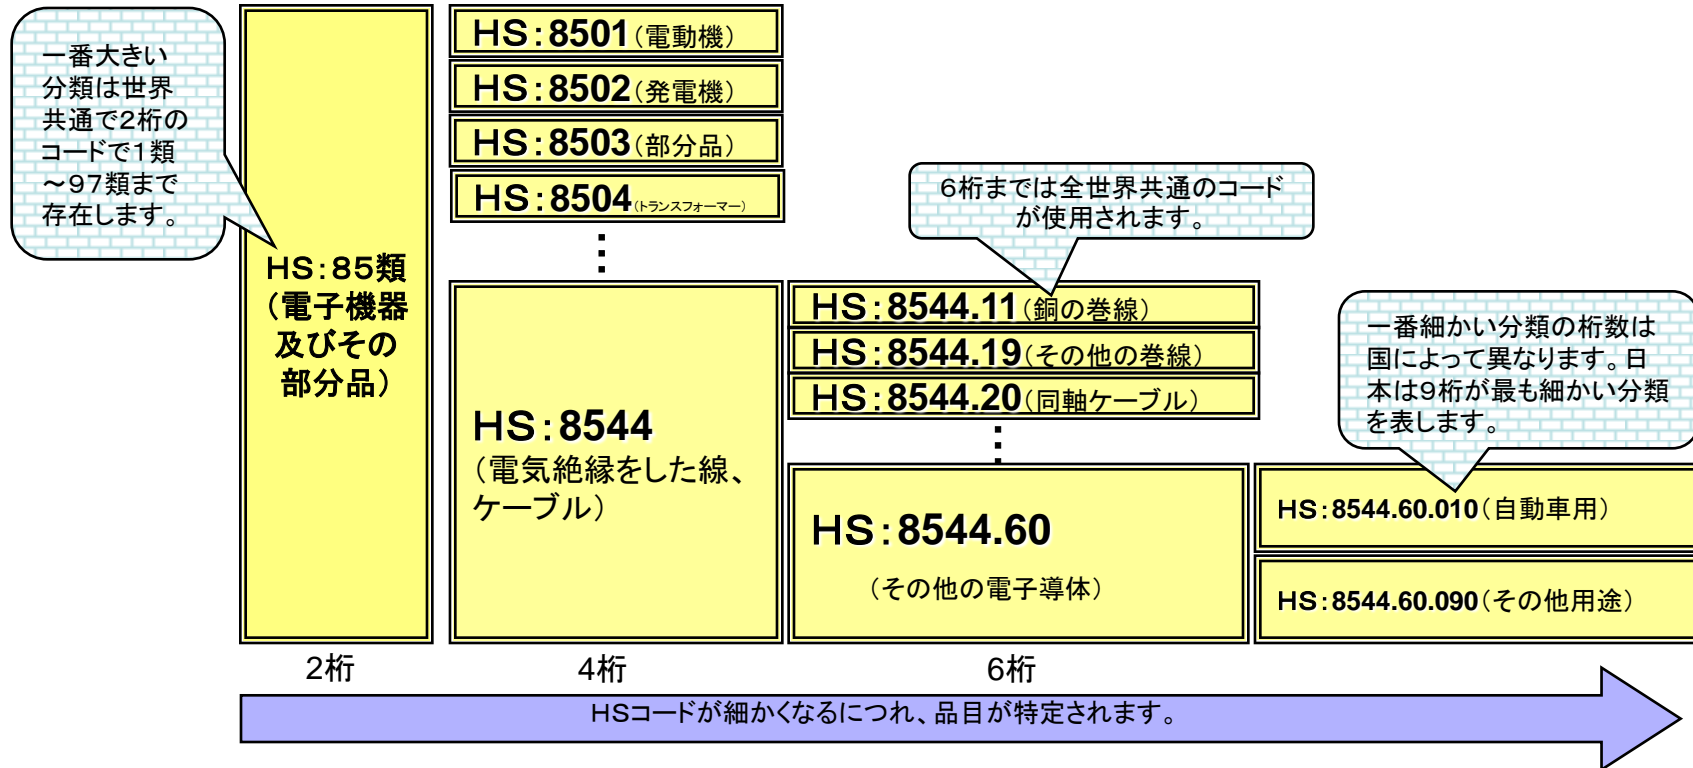 一番大きい
分類は世界
共通で2桁の
コードで1類
～97類まで
存在します。
HS:85類
（電子機器
及びその
部分品）
HS:8501（電動機）
HS:8502（発電機）
HS:8503（部分品）
HS:8504（トランスフォーマー）
HS:8544
（電気絶縁をした線、
ケーブル）
6桁までは全世界共通のコード
が使用されます。
HS:8544.11（銅の巻線）
HS:8544.19（その他の巻線）
HS:8544.20（同軸ケーブル）
HS:8544.60
（その他の電子導体）
一番細かい分類の桁数は
国によって異なります。日
本は9桁が最も細かい分類
を表します。
HS:8544.60.010（自動車用）
HS:8544.60.090（その他用途）
2桁
4桁
6桁
HSコードが細かくなるにつれ、品目が特定されます。